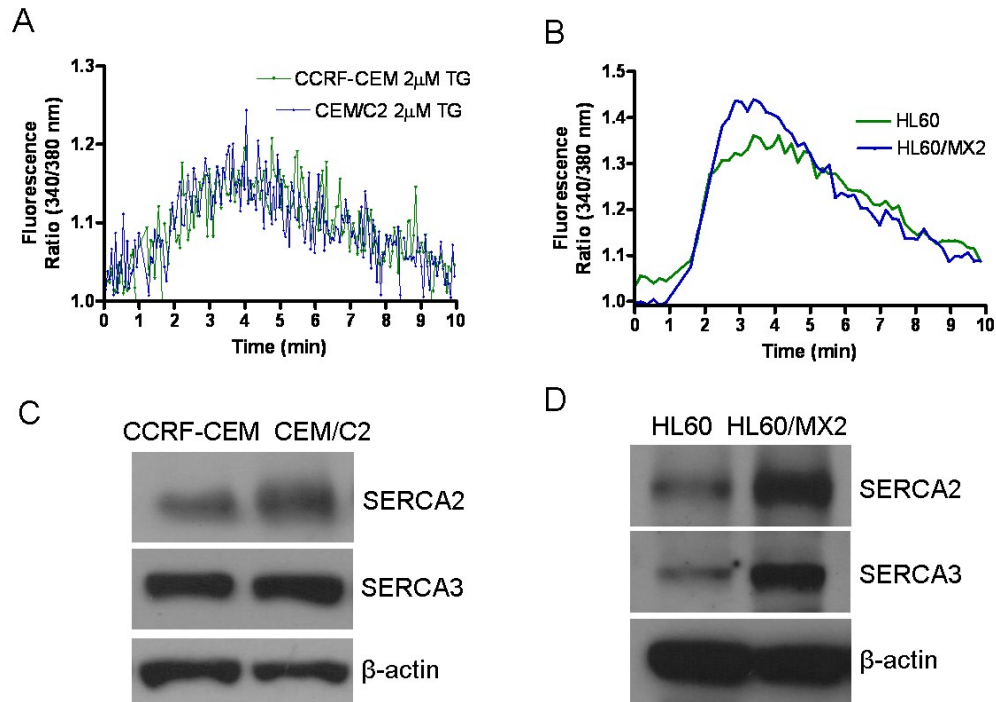 A
Fluorescence
Ratio (340/380 nm)
1.3
1.2
1.1
1.0
CCRF-CEM 2μM TG
CEM/C2 2μM TG
0 1 2 3 4 5 6 7 8 9 10
Time (min)
B
Fluorescence
Ratio (340/380 nm)
1.5
1.4
1.3
1.2
1.1
1.0
HL60
HL60/MX2
0 1 2 3 4 5 6 7 8 9 10
Time (min)
C
CCRF-CEM CEM/C2
SERCA2
SERCA3
β-actin
D
HL60 HL60/MX2
SERCA2
SERCA3
β-actin